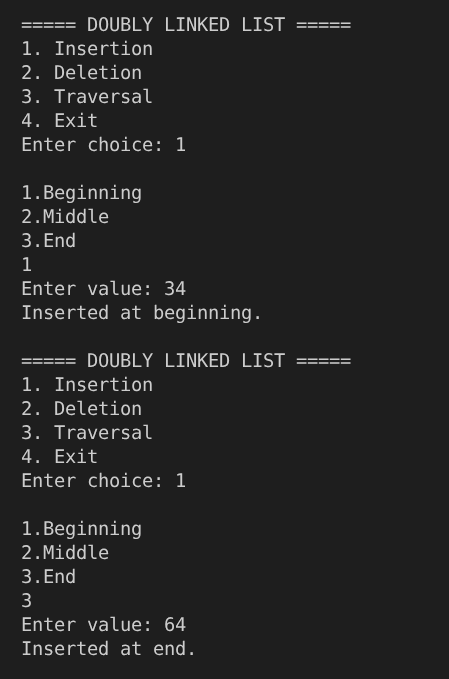 ===== DOUBLY LINKED LIST =====
1. Insertion
2. Deletion
3. Traversal
4. Exit
Enter choice: 1
1.Beginning
2.Middle
3.End
1
Enter value: 34
Inserted at beginning.
===== DOUBLY LINKED LIST =====
1. Insertion
2. Deletion
3. Traversal
4. Exit
Enter choice: 1
1.Beginning
2.Middle
3.End
3
Enter value: 64
Inserted at end.